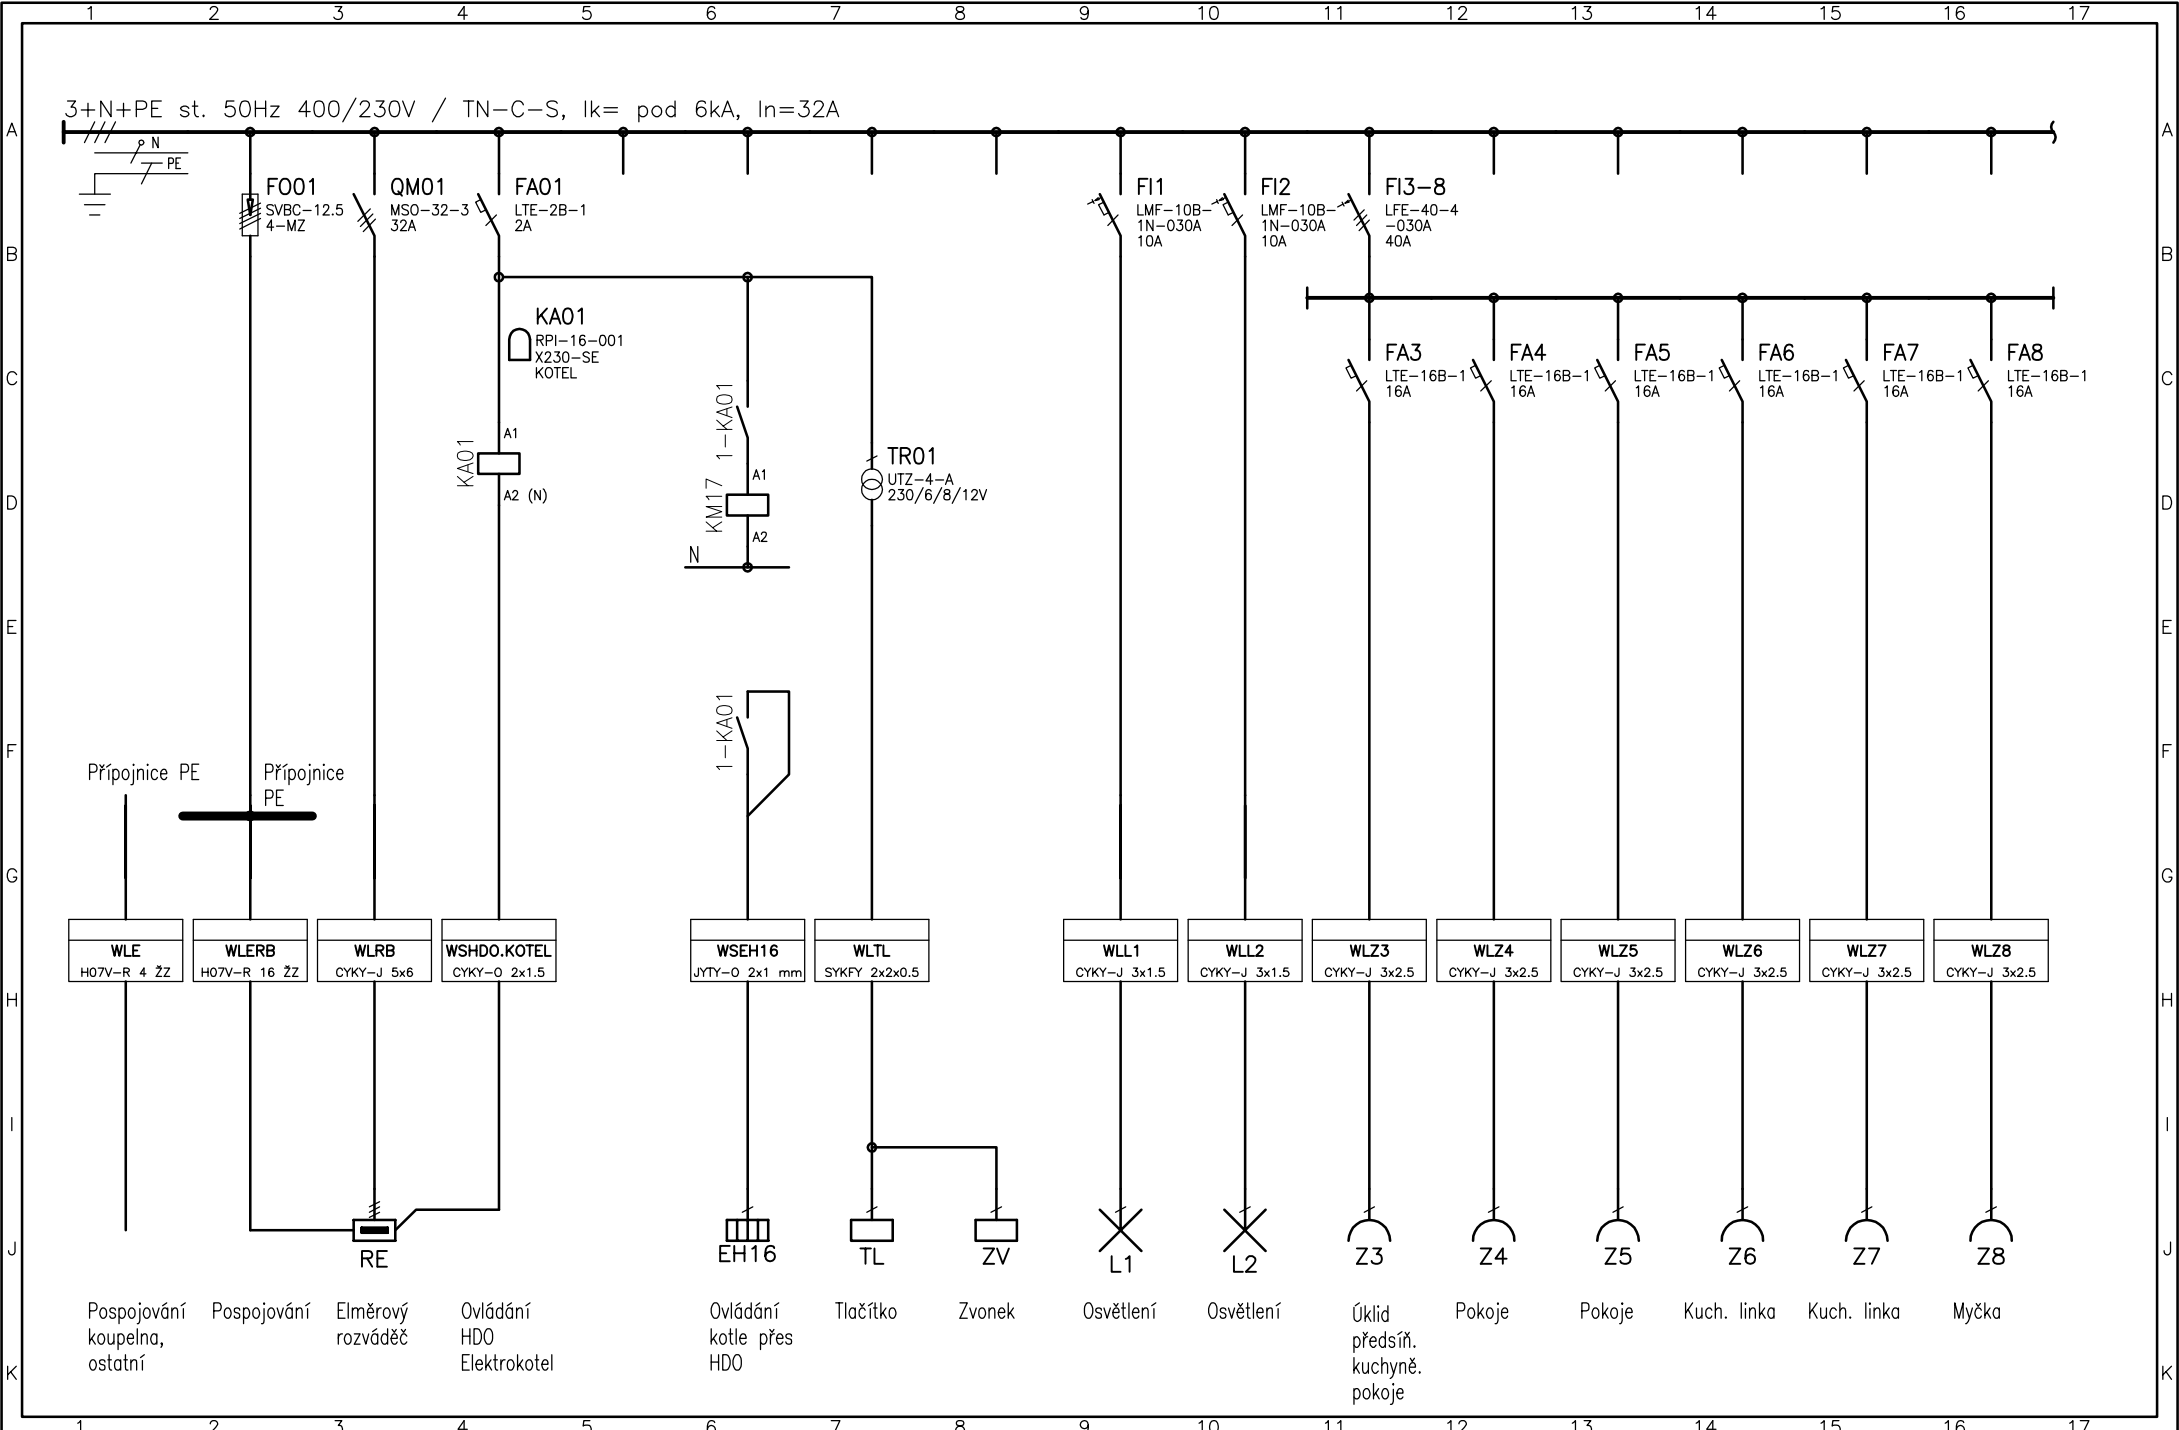 1 2 3 4 5 6 7 8 9 10 11 12 13 14 15 16 17
3+N+PE st. 50Hz 400/230V / TN-C-S, Ik= pod 6kA, In=32A
A A
N
PE
FO01
SVBC-12.5
4-MZ
QM01
MSO-32-3
32A
FA01
LTE-2B-1
2A
FI1
LMF-10B-
1N-030A
10A
FI2
LMF-10B-
1N-030A
10A
FI3-8
LFE-40-4
-030A
40A
B B
KA01
RPI-16-001
X230-SE
KOTEL
C C
FA3
LTE-16B-1
16A
FA4
LTE-16B-1
16A
FA5
LTE-16B-1
16A
FA6
LTE-16B-1
16A
FA7
LTE-16B-1
16A
FA8
LTE-16B-1
16A
KA01
A1
A2 (N)
1-KA01
KM17
A1
A2
N
TR01
UTZ-4-A
230/6/8/12V
D D
E E
1-KA01
F F
Přípojnice PE
Přípojnice
PE
G G
WLE
H07V-R 4 ŽZ
WLERB
H07V-R 16 ŽZ
WLRB
CYKY-J 5x6
WSHDO.KOTEL
CYKY-O 2x1.5
WSEH16
JYTY-O 2x1 mm
WLTL
SYKFY 2x2x0.5
WLL1
CYKY-J 3x1.5
WLL2
CYKY-J 3x1.5
WLZ3
CYKY-J 3x2.5
WLZ4
CYKY-J 3x2.5
WLZ5
CYKY-J 3x2.5
WLZ6
CYKY-J 3x2.5
WLZ7
CYKY-J 3x2.5
WLZ8
CYKY-J 3x2.5
H H
I I
J J
RE
EH16
TL
ZV
L1
L2
Z3
Z4
Z5
Z6
Z7
Z8
Pospojování
koupelna,
ostatní
Pospojování
Elměrový
rozváděč
Ovládání
HDO
Elektrokotel
Ovládání
kotle přes
HDO
Tlačítko
Zvonek
Osvětlení
Osvětlení
Úklid
předsíň.
kuchyně.
pokoje
Pokoje
Pokoje
Kuch. linka
Kuch. linka
Myčka
K K
1 2 3 4 5 6 7 8 9 10 11 12 13 14 15 16 17